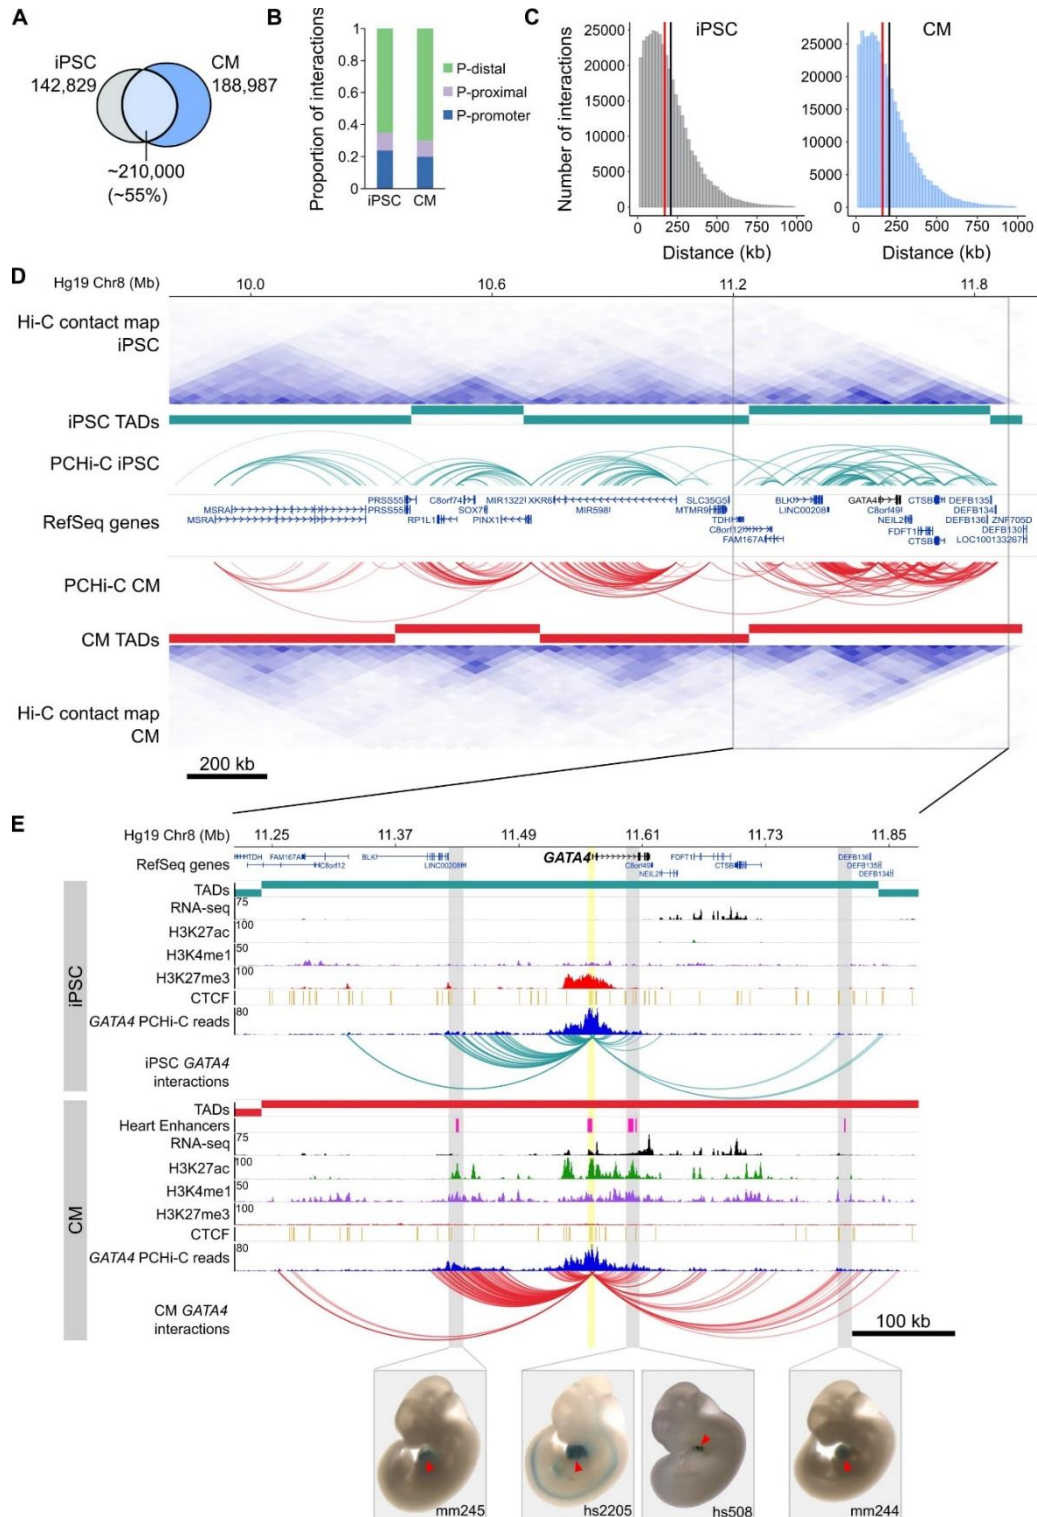 A
iPSC
142,829
CM
188,987
~210,000
(~55%)
B
Proportion of interactions
1
0.8
0.6
0.4
0.2
0
iPSC
CM
P-distal
P-proximal
P-promoter
C
iPSC
CM
Number of interactions
25000
20000
15000
10000
5000
0
0 250 500 750 1000
Distance (kb)
25000
20000
15000
10000
5000
0
0 250 500 750 1000
Distance (kb)
D
Hg19 Chr8 (Mb)
10.0 10.6 11.2 11.8
Hi-C contact map
iPSC
iPSC TADs
PCHi-C iPSC
RefSeq genes
PRSS55 C8orf74 MIR1322 XKR6 SLC35G5 BLK GATA4 CTSB DEFB135
MSRA SOX7 MIR598 MTMR9 LINC00208 C8orf49 DEFB134
MSRA PRSS55 RP1L1 PINX1 TDH NEIL2 DEFB136 ZNF705D
C8orf12 FDFT1 DEFB130
FAM167A CTSB LOC100133267
PCHi-C CM
CM TADs
Hi-C contact map
CM
200 kb
E
Hg19 Chr8 (Mb)
11.25 11.37 11.49 11.61 11.73 11.85
RefSeq genes
TDH FAM167A BLK GATA4 FDFT1 DEFB136
C8orf12 LINC00208 C8orf49 CTSB DEFB135
NEIL2 DEFB134
iPSC
TADs
RNA-seq 75
H3K27ac 100
H3K4me1 50
H3K27me3 100
CTCF
GATA4 PCHi-C reads 80
iPSC GATA4
interactions
CM
TADs
Heart Enhancers
RNA-seq 75
H3K27ac 100
H3K4me1 50
H3K27me3 100
CTCF
GATA4 PCHi-C reads 80
CM GATA4
interactions
100 kb
mm245
hs2205
hs508
mm244